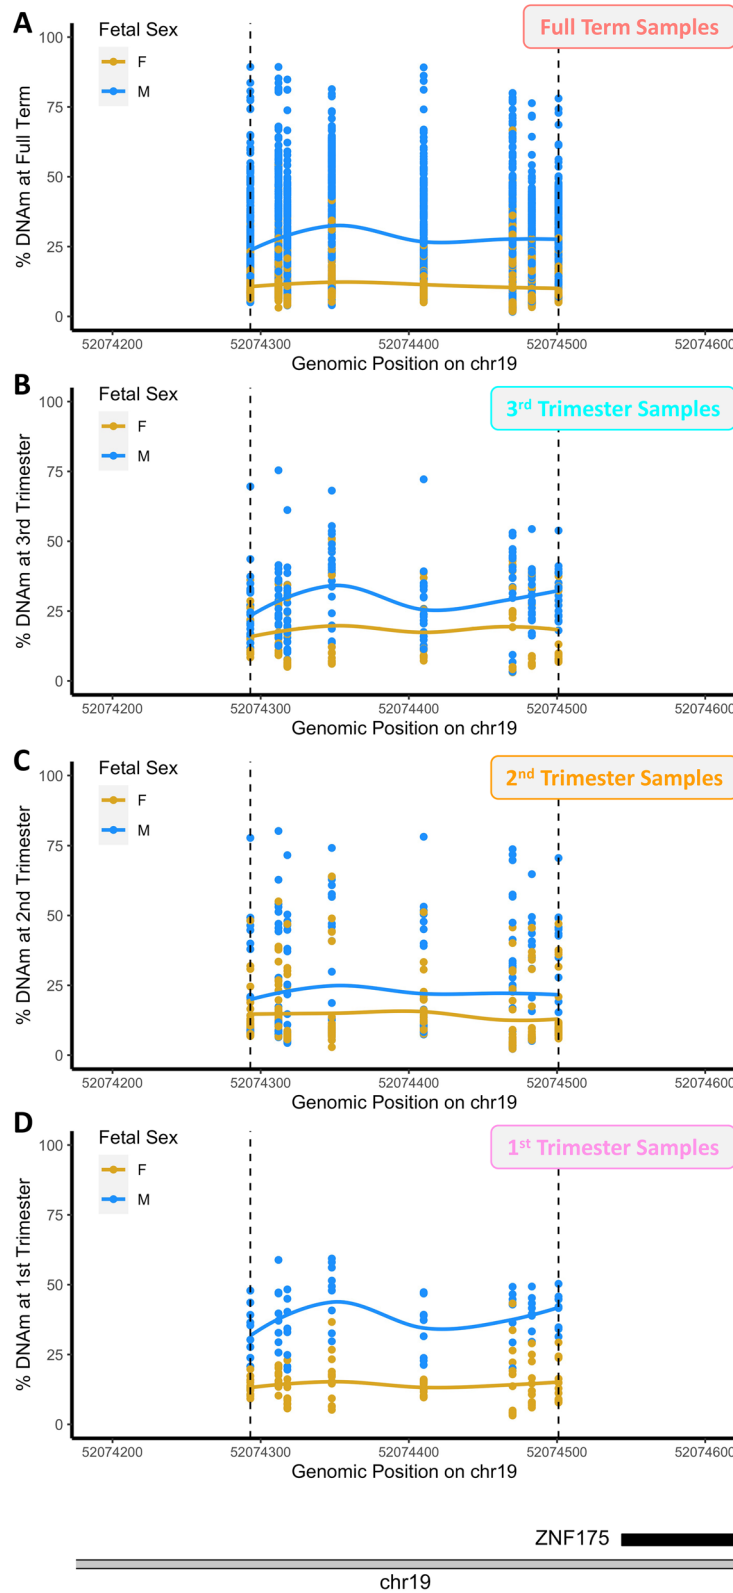 A
Fetal Sex
F
M
Full Term Samples
% DNAm at Full Term
100
75
50
25
0
52074200 52074300 52074400 52074500 52074600
Genomic Position on chr19
B
Fetal Sex
F
M
3rd Trimester Samples
% DNAm at 3rd Trimester
100
75
50
25
0
52074200 52074300 52074400 52074500 52074600
Genomic Position on chr19
C
Fetal Sex
F
M
2nd Trimester Samples
% DNAm at 2nd Trimester
100
75
50
25
0
52074200 52074300 52074400 52074500 52074600
Genomic Position on chr19
D
Fetal Sex
F
M
1st Trimester Samples
% DNAm at 1st Trimester
100
75
50
25
0
52074200 52074300 52074400 52074500 52074600
Genomic Position on chr19
ZNF175
chr19